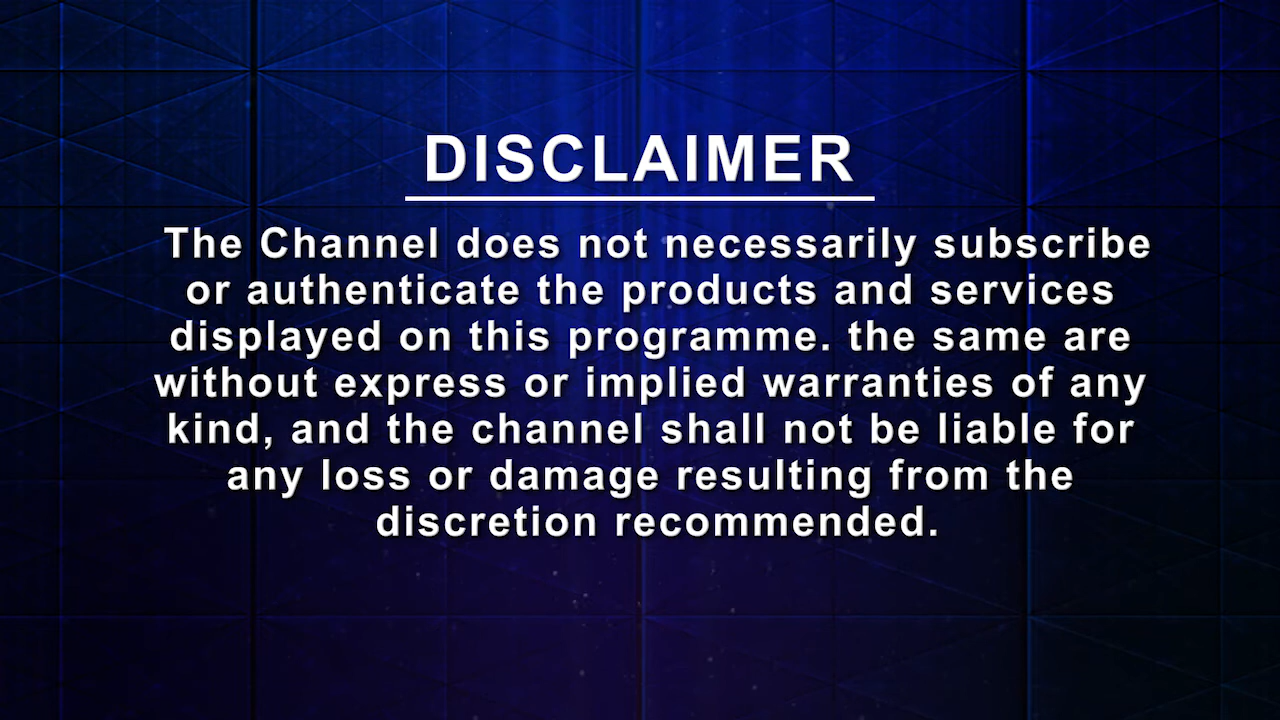 DISCLAIMER
The Channel does not necessarily subscribe
or authenticate the products and services
displayed on this programme. the same are
without express or implied warranties of any
kind, and the channel shall not be liable for
any loss or damage resulting from the
discretion recommended.